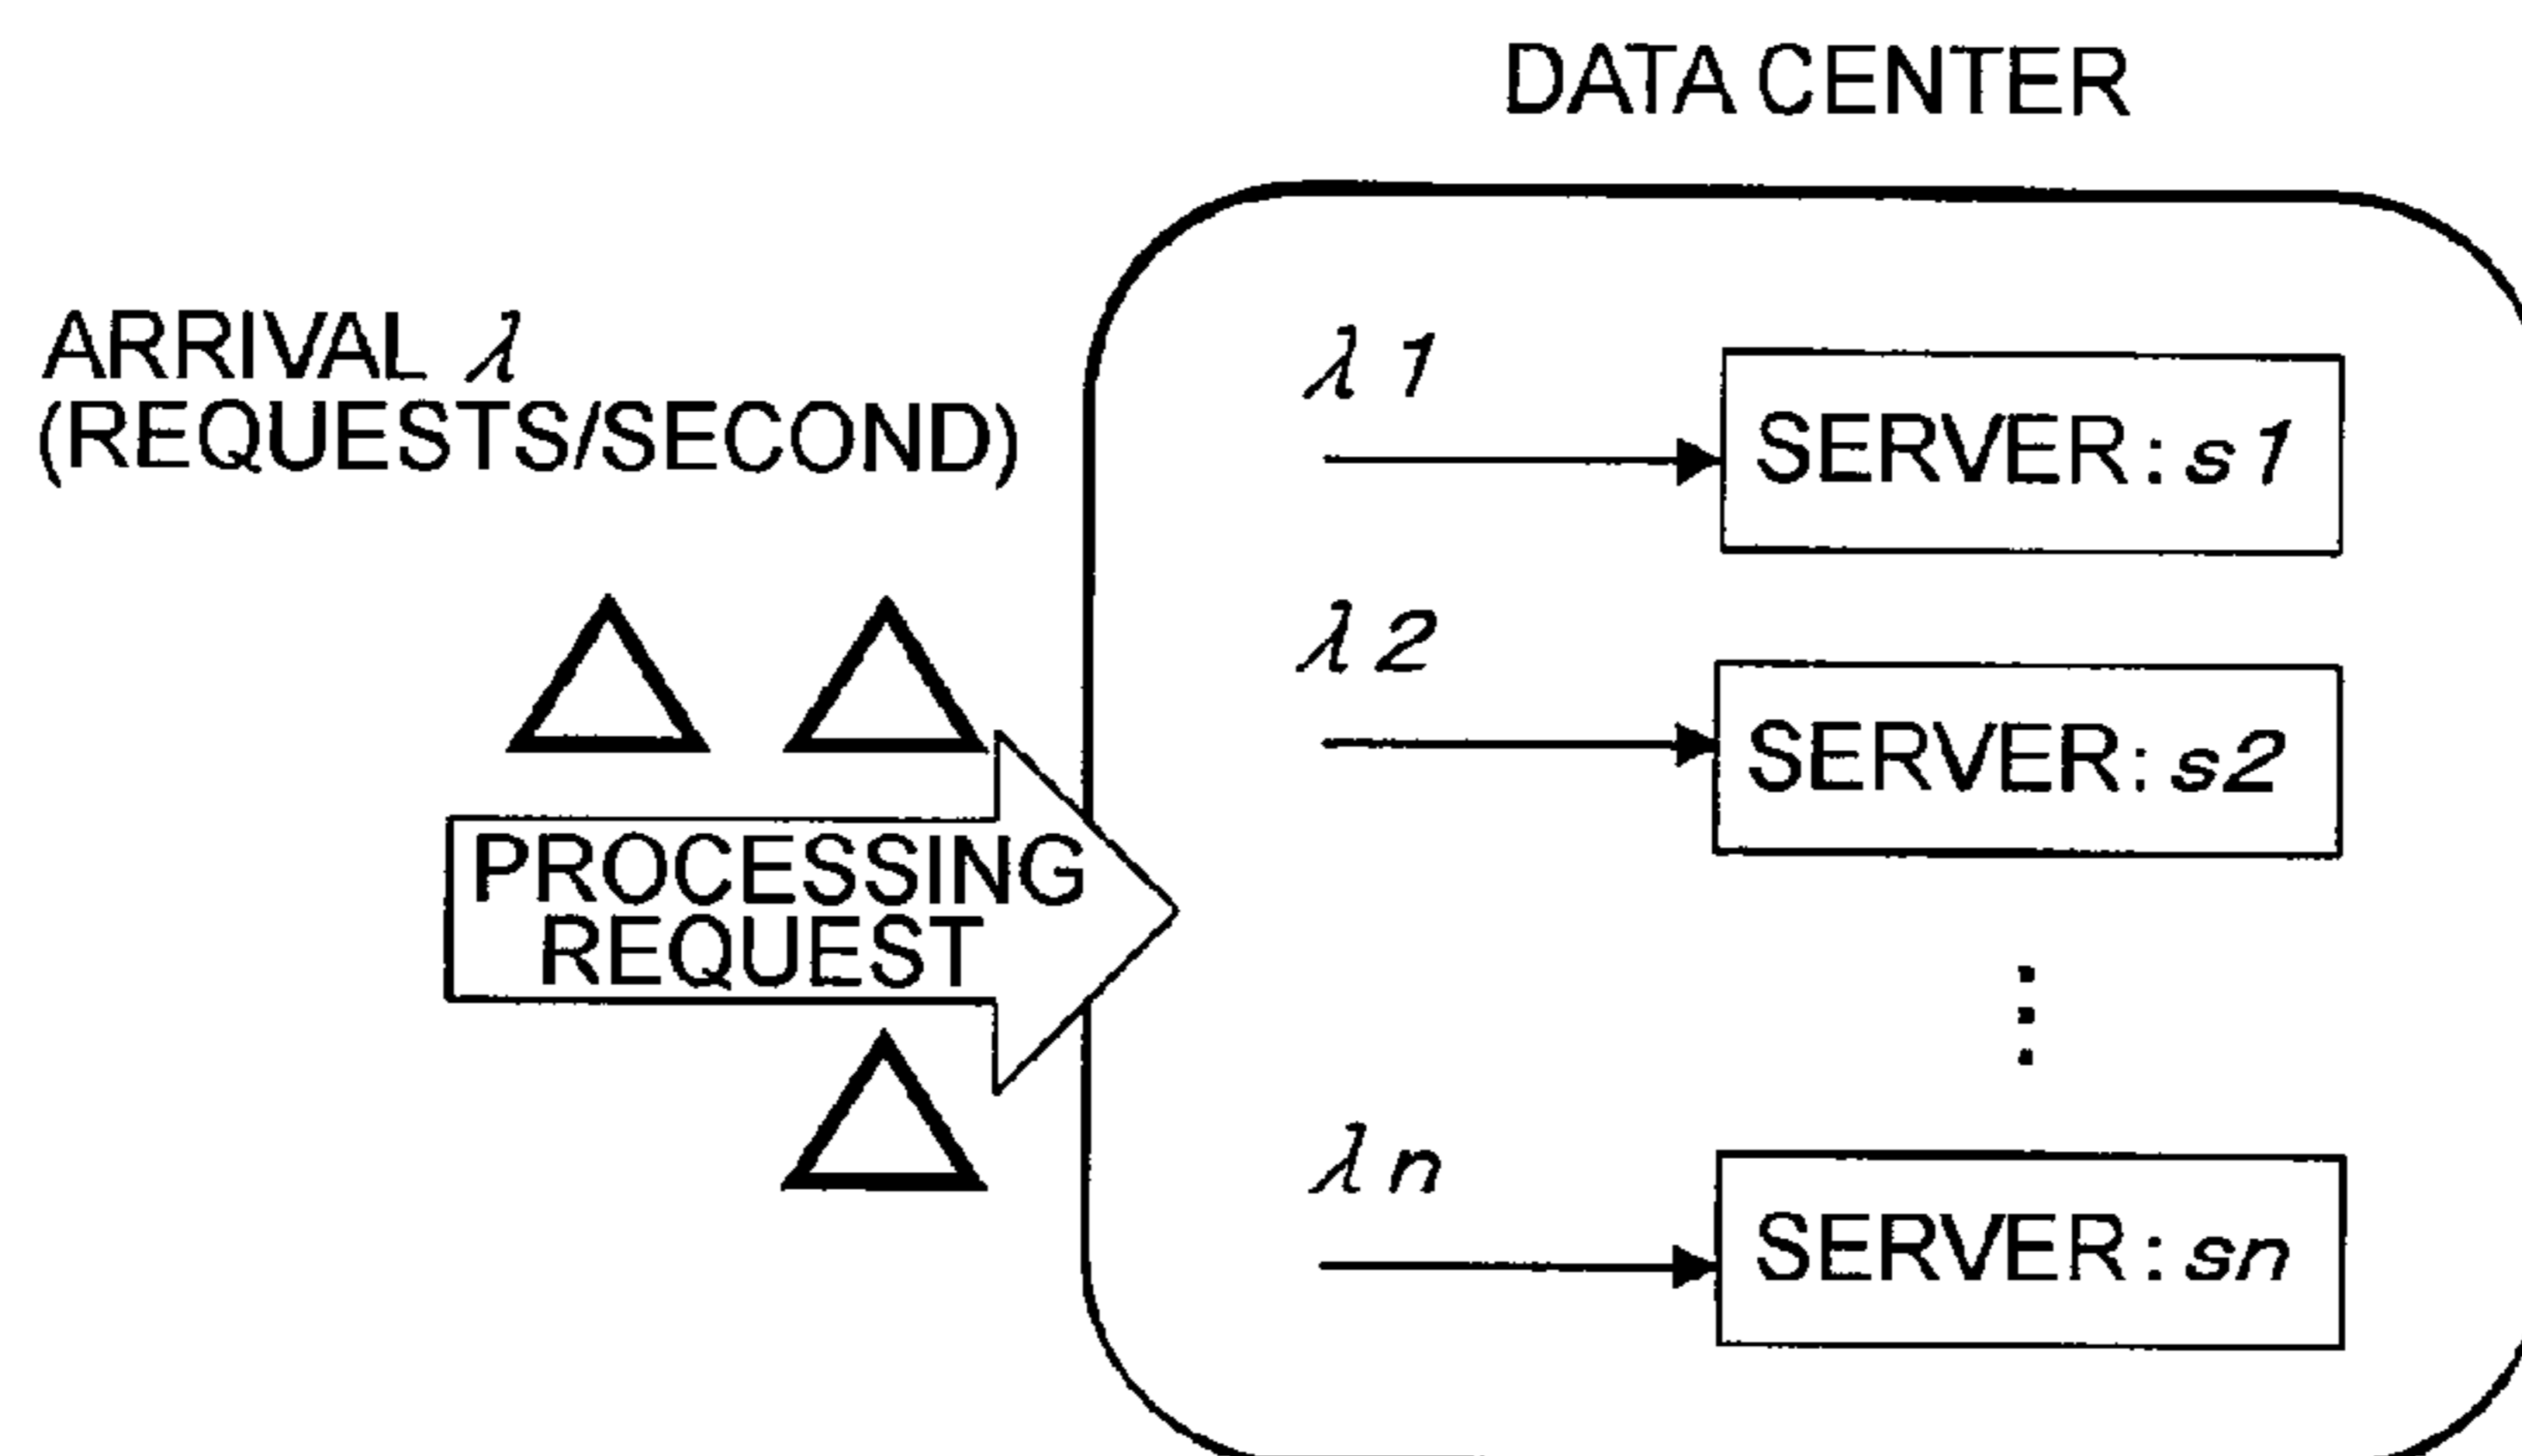 DATA CENTER
ARRIVAL λ
(REQUESTS/SECOND)
λ1
SERVER:s1
λ2
SERVER:s2
PROCESSING
REQUEST
λn
SERVER:sn